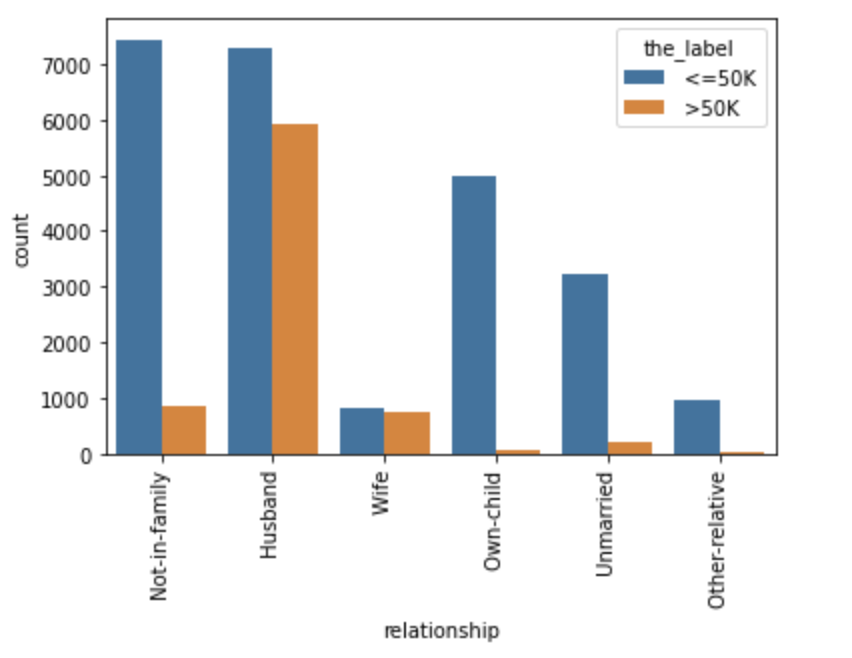 the_label
<=50K
>50K
7000
6000
5000
4000
3000
2000
1000
0
count
Not-in-family
Husband
Wife
Own-child
Unmarried
Other-relative
relationship